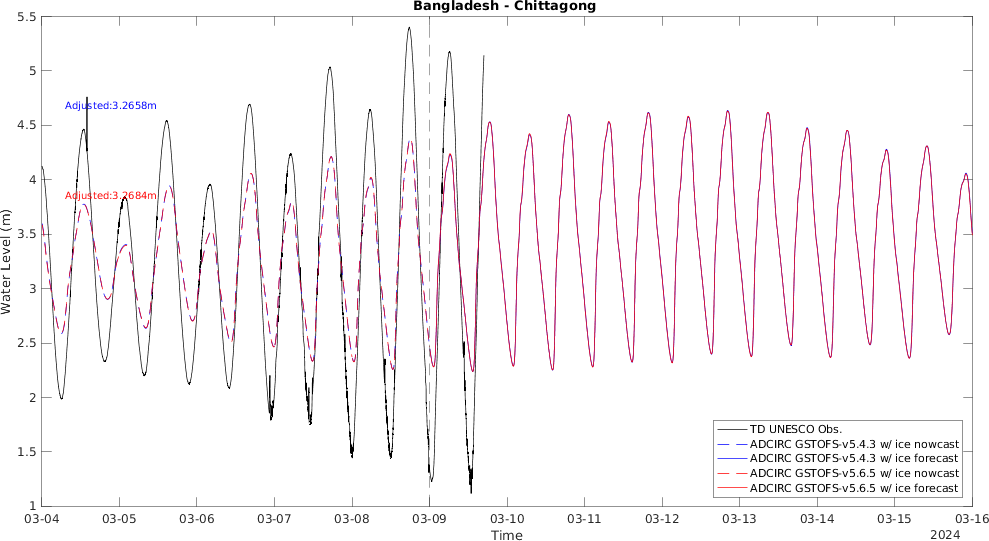 Bangladesh - Chittagong
5.5
5
4.5
4
3.5
3
2.5
2
1.5
1
Water Level (m)
Adjusted:3.2658m
Adjusted:3.2684m
TD UNESCO Obs.
ADCIRC GSTOFS-v5.4.3 w/ ice nowcast
ADCIRC GSTOFS-v5.4.3 w/ ice forecast
ADCIRC GSTOFS-v5.6.5 w/ ice nowcast
ADCIRC GSTOFS-v5.6.5 w/ ice forecast
03-04 03-05 03-06 03-07 03-08 03-09 03-10 03-11 03-12 03-13 03-14 03-15 03-16
Time
2024